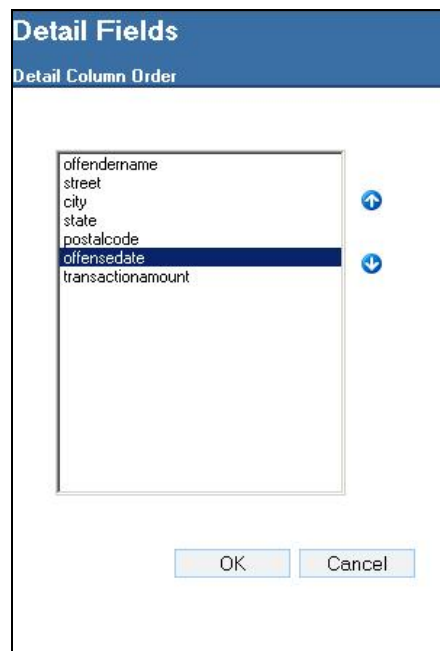 Detail Fields
Detail Column Order
offendername
street
city
state
postalcode
offensedate
transactionamount
OK Cancel